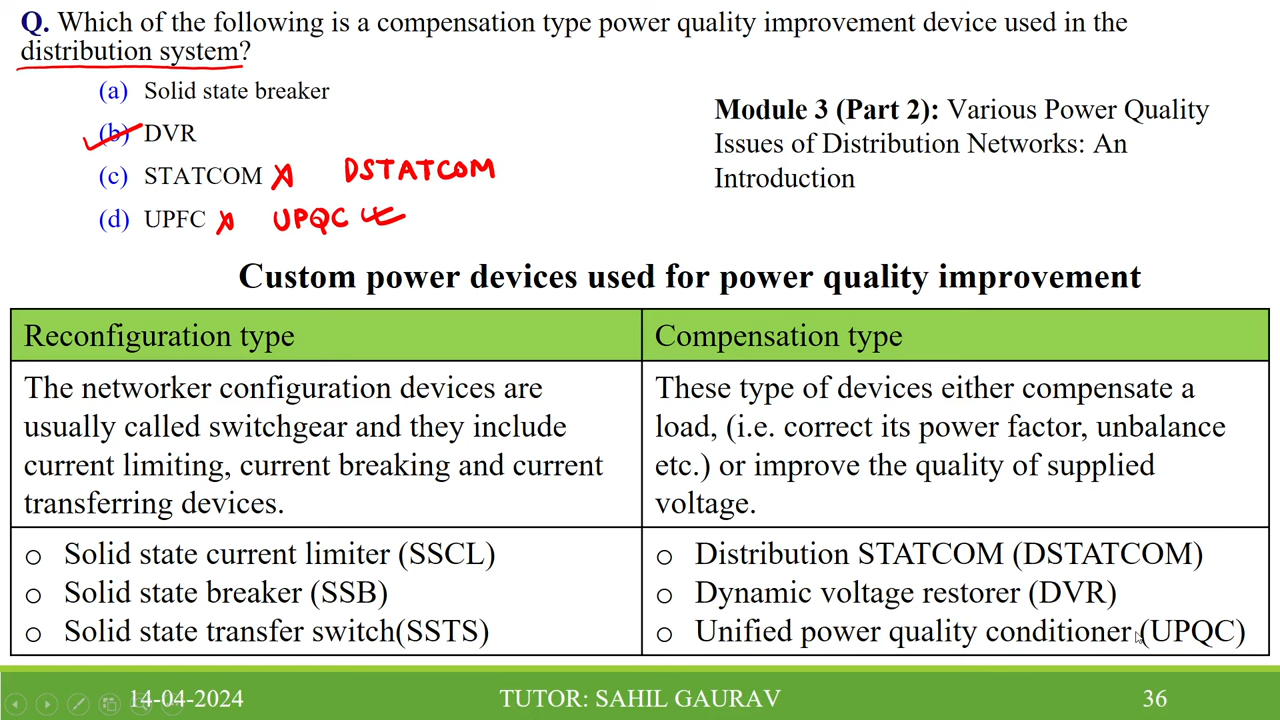 Q. Which of the following is a compensation type power quality improvement device used in the
distribution system?
(a) Solid state breaker
(b) DVR
(c) STATCOM DSTATCOM
(d) UPFC UPQC
Module 3 (Part 2): Various Power Quality
Issues of Distribution Networks: An
Introduction
Custom power devices used for power quality improvement
Reconfiguration type
The networker configuration devices are
usually called switchgear and they include
current limiting, current breaking and current
transferring devices.
o Solid state current limiter (SSCL)
o Solid state breaker (SSB)
o Solid state transfer switch(SSTS)
Compensation type
These type of devices either compensate a
load, (i.e. correct its power factor, unbalance
etc.) or improve the quality of supplied
voltage.
o Distribution STATCOM (DSTATCOM)
o Dynamic voltage restorer (DVR)
o Unified power quality conditioner (UPQC)
14-04-2024
TUTOR: SAHIL GAURAV
36